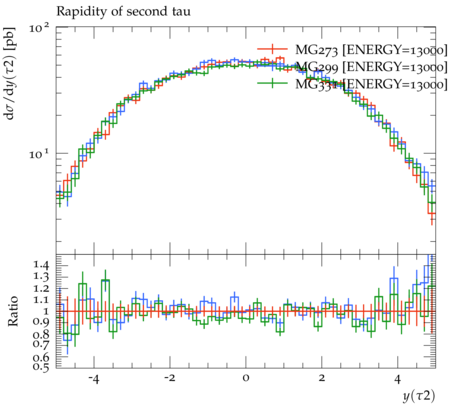 Rapidity of second tau
dσ/dy(τ2) [pb]
10²
10¹
MG273 [ENERGY=13000]
MG299 [ENERGY=13000]
MG331 [ENERGY=13000]
Ratio
1.4
1.3
1.2
1.1
1
0.9
0.8
0.7
0.6
0.5
-4 -2 0 2 4
y(τ2)